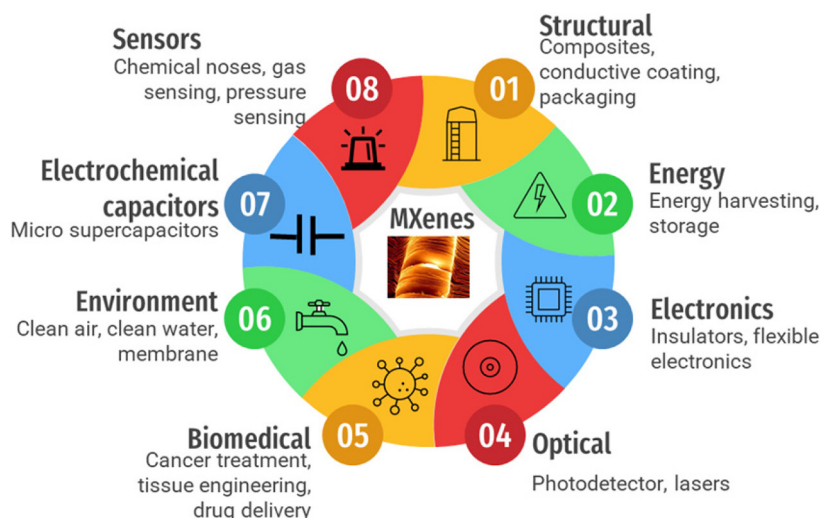 Sensors
Chemical noses, gas
sensing, pressure
sensing
08
Structural
Composites,
conductive coating,
packaging
01
Electrochemical
capacitors
Micro supercapacitors
07
MXenes
Energy
Energy harvesting,
storage
02
Environment
Clean air, clean water,
membrane
06
Electronics
Insulators, flexible
electronics
03
Biomedical
Cancer treatment,
tissue engineering,
drug delivery
05
04
Optical
Photodetector, lasers